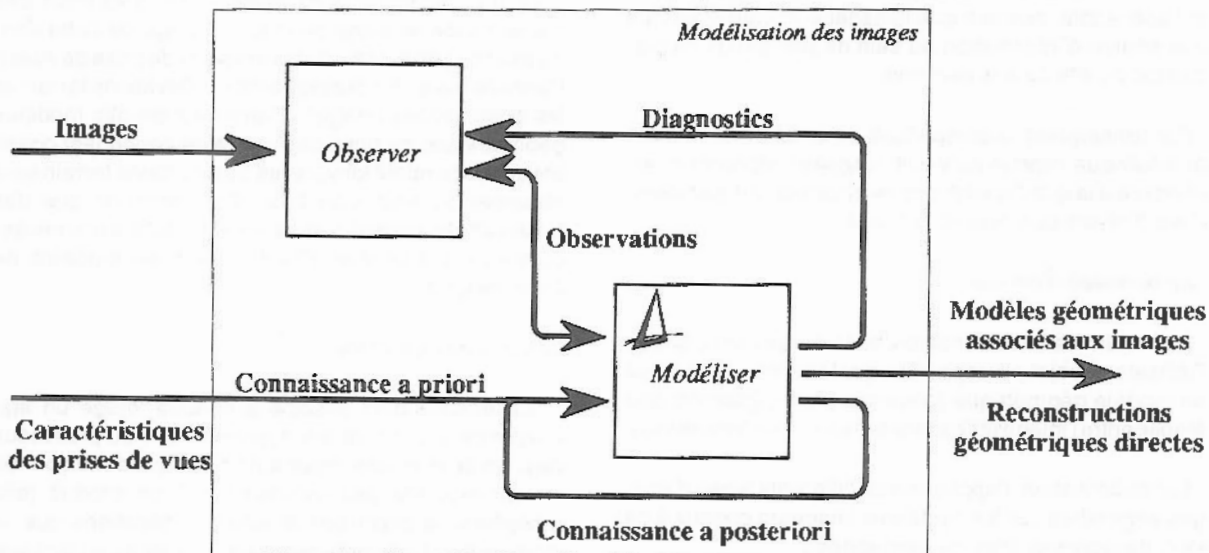 Modélisation des images
Images
Observer
Diagnostics
Observations
Modèles géométriques
associés aux images
Modéliser
Connaissance a priori
Caractéristiques
des prises de vues
Reconstructions
géométriques directes
Connaissance a posteriori